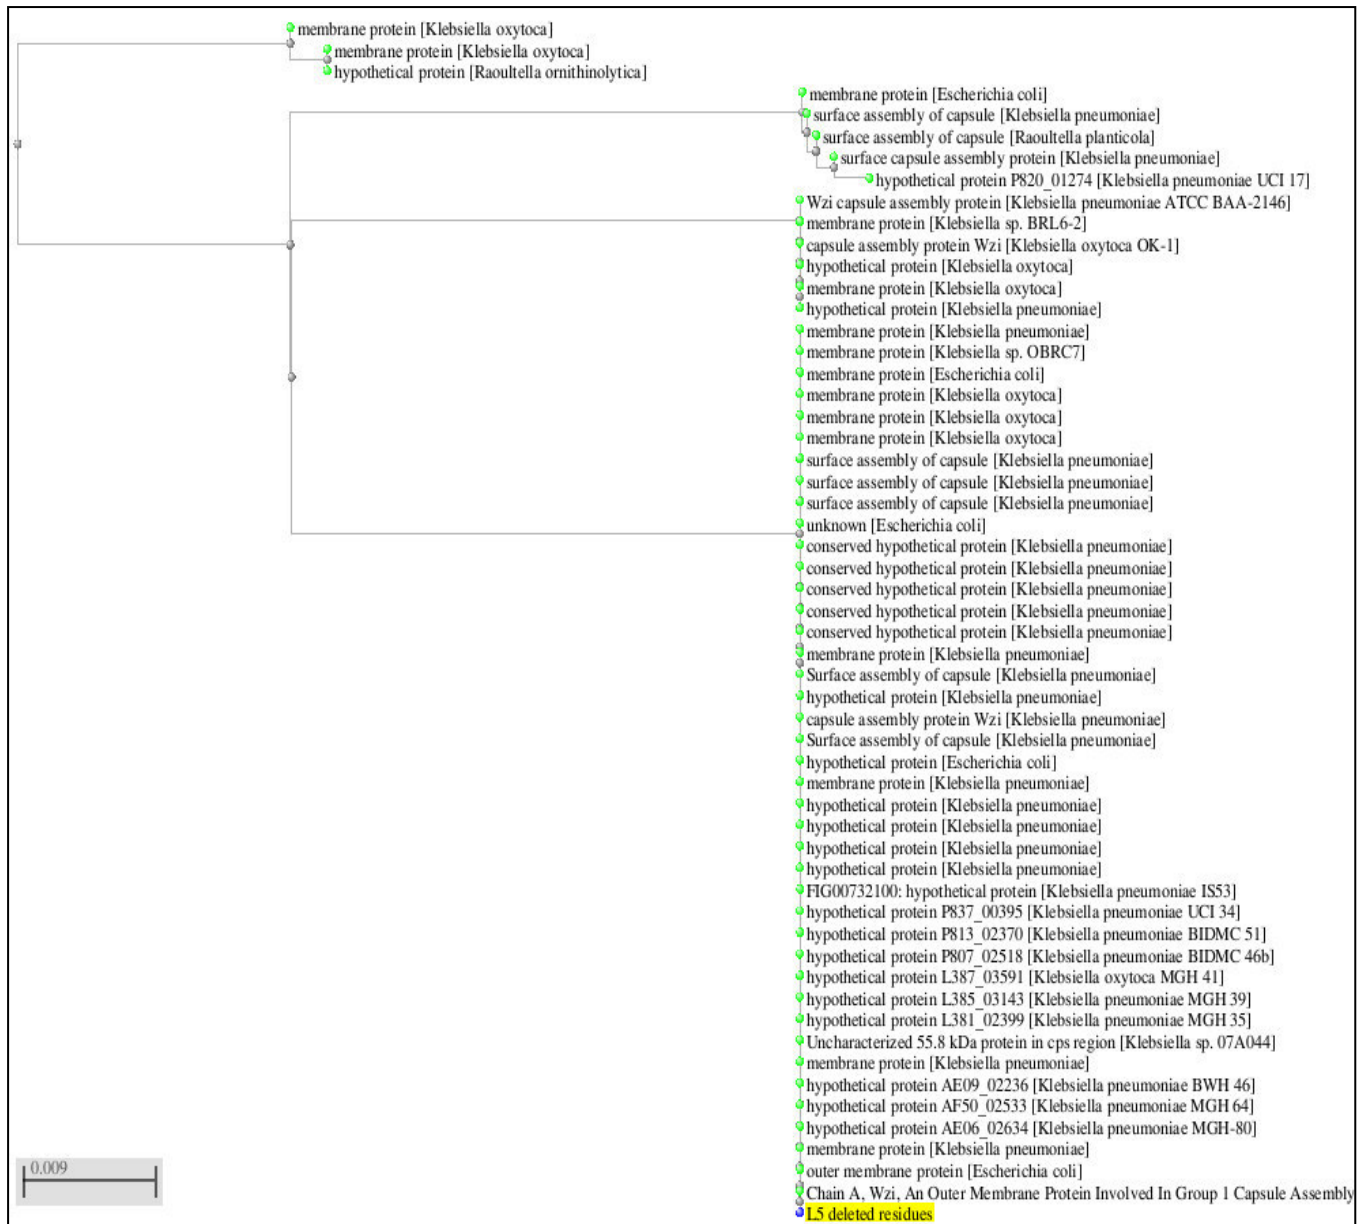 membrane protein [Klebsiella oxytoca]
membrane protein [Klebsiella oxytoca]
hypothetical protein [Raoultella ornithinolytica]
membrane protein [Escherichia coli]
surface assembly of capsule [Klebsiella pneumoniae]
surface assembly of capsule [Raoultella planticola]
surface capsule assembly protein [Klebsiella pneumoniae]
hypothetical protein P820_01274 [Klebsiella pneumoniae UCI 17]
Wzi capsule assembly protein [Klebsiella pneumoniae ATCC BAA-2146]
membrane protein [Klebsiella sp. BRL6-2]
capsule assembly protein Wzi [Klebsiella oxytoca OK-1]
hypothetical protein [Klebsiella oxytoca]
membrane protein [Klebsiella oxytoca]
hypothetical protein [Klebsiella pneumoniae]
membrane protein [Klebsiella pneumoniae]
membrane protein [Klebsiella sp. OBRC7]
membrane protein [Escherichia coli]
membrane protein [Klebsiella oxytoca]
membrane protein [Klebsiella oxytoca]
membrane protein [Klebsiella oxytoca]
surface assembly of capsule [Klebsiella pneumoniae]
surface assembly of capsule [Klebsiella pneumoniae]
surface assembly of capsule [Klebsiella pneumoniae]
unknown [Escherichia coli]
conserved hypothetical protein [Klebsiella pneumoniae]
conserved hypothetical protein [Klebsiella pneumoniae]
conserved hypothetical protein [Klebsiella pneumoniae]
conserved hypothetical protein [Klebsiella pneumoniae]
conserved hypothetical protein [Klebsiella pneumoniae]
membrane protein [Klebsiella pneumoniae]
Surface assembly of capsule [Klebsiella pneumoniae]
hypothetical protein [Klebsiella pneumoniae]
capsule assembly protein Wzi [Klebsiella pneumoniae]
Surface assembly of capsule [Klebsiella pneumoniae]
hypothetical protein [Escherichia coli]
membrane protein [Klebsiella pneumoniae]
hypothetical protein [Klebsiella pneumoniae]
hypothetical protein [Klebsiella pneumoniae]
hypothetical protein [Klebsiella pneumoniae]
hypothetical protein [Klebsiella pneumoniae]
FIG00732100: hypothetical protein [Klebsiella pneumoniae IS53]
hypothetical protein P837_00395 [Klebsiella pneumoniae UCI 34]
hypothetical protein P813_02370 [Klebsiella pneumoniae BIDMC 51]
hypothetical protein P807_02518 [Klebsiella pneumoniae BIDMC 46b]
hypothetical protein L387_03591 [Klebsiella oxytoca MGH 41]
hypothetical protein L385_03143 [Klebsiella pneumoniae MGH 39]
hypothetical protein L381_02399 [Klebsiella pneumoniae MGH 35]
Uncharacterized 55.8 kDa protein in cps region [Klebsiella sp. 07A044]
membrane protein [Klebsiella pneumoniae]
hypothetical protein AE09_02236 [Klebsiella pneumoniae BWH 46]
hypothetical protein AF50_02533 [Klebsiella pneumoniae MGH 64]
hypothetical protein AE06_02634 [Klebsiella pneumoniae MGH-80]
membrane protein [Klebsiella pneumoniae]
outer membrane protein [Escherichia coli]
Chain A, Wzi, An Outer Membrane Protein Involved In Group 1 Capsule Assembly
L5 deleted residues
0.009